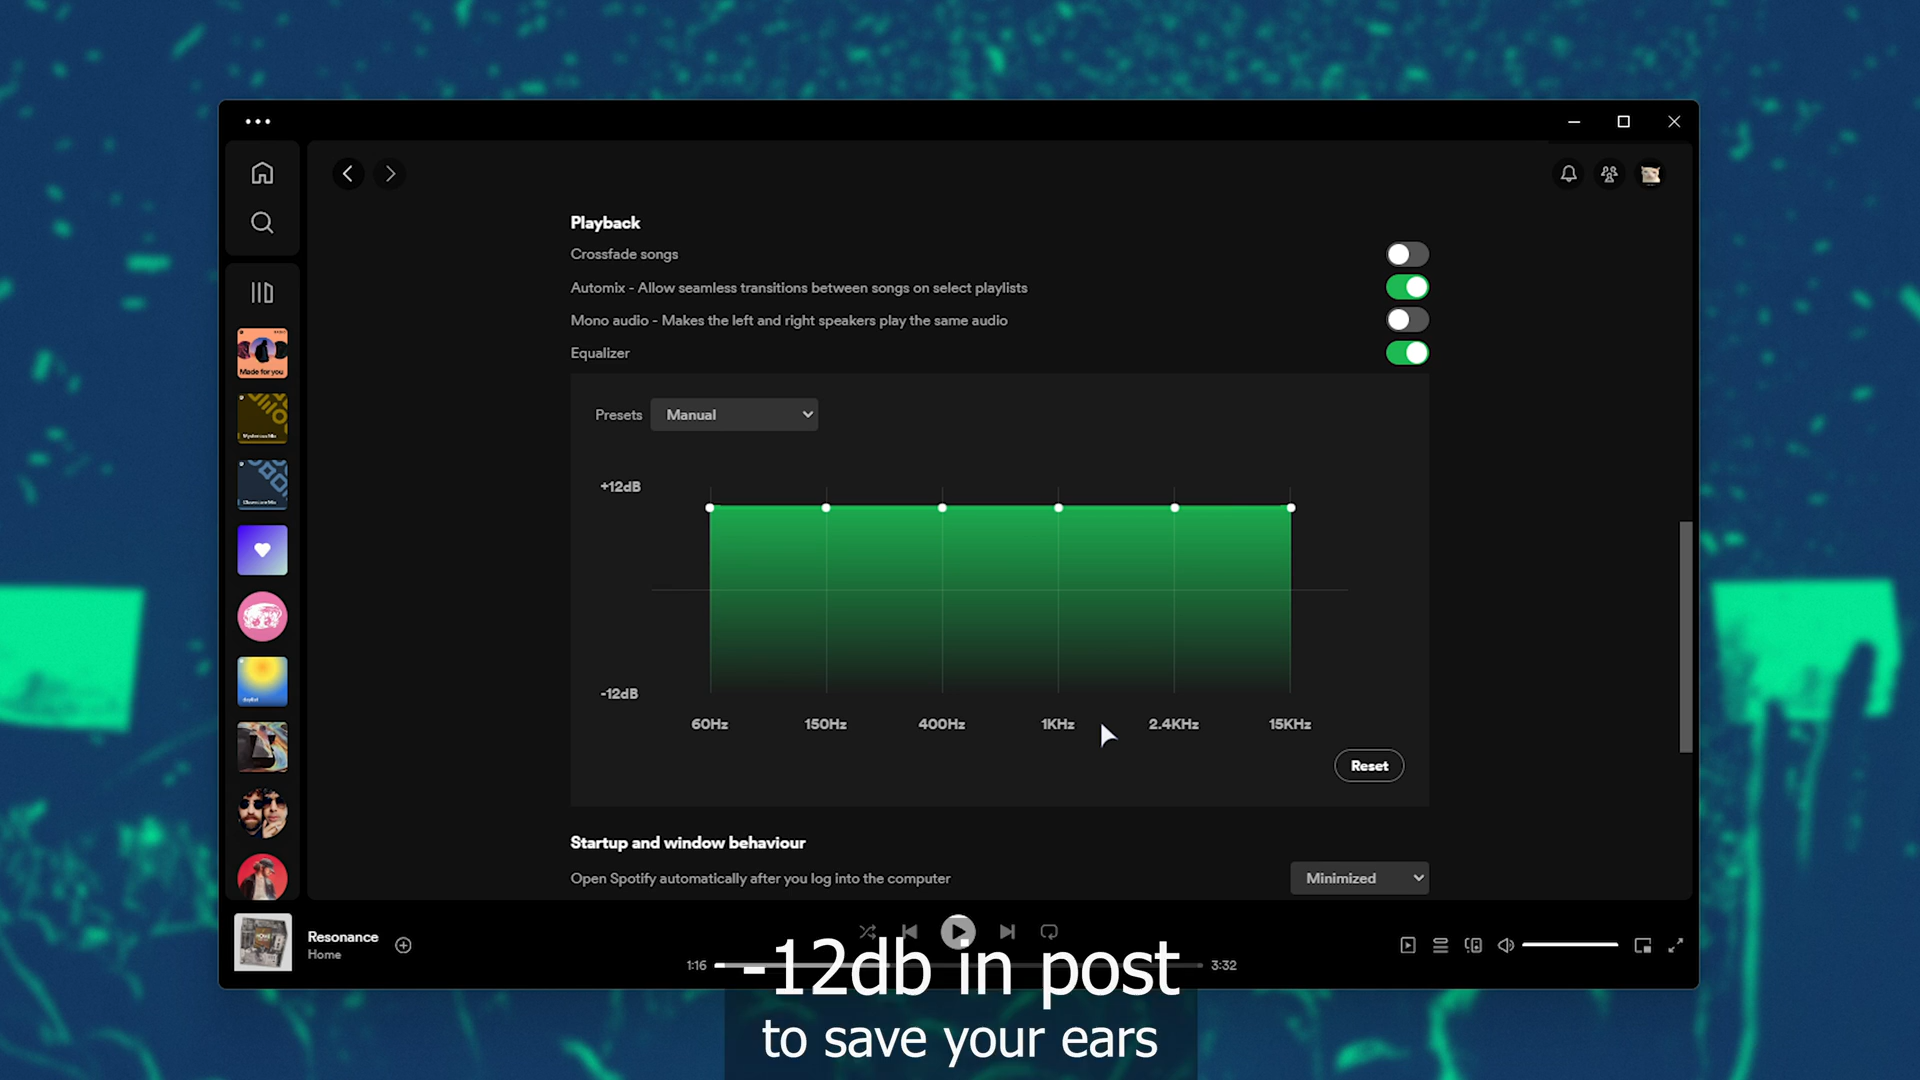 Playback
Crossfade songs
Automix - Allow seamless transitions between songs on select playlists
Mono audio - Makes the left and right speakers play the same audio
Equalizer
Presets Manual
+12dB
-12dB
60Hz 150Hz 400Hz 1KHz 2.4KHz 15KHz
Reset
Startup and window behaviour
Open Spotify automatically after you log into the computer Minimized
Made for you
Resonance
Home
1:16 3:32
-12db in post
to save your ears